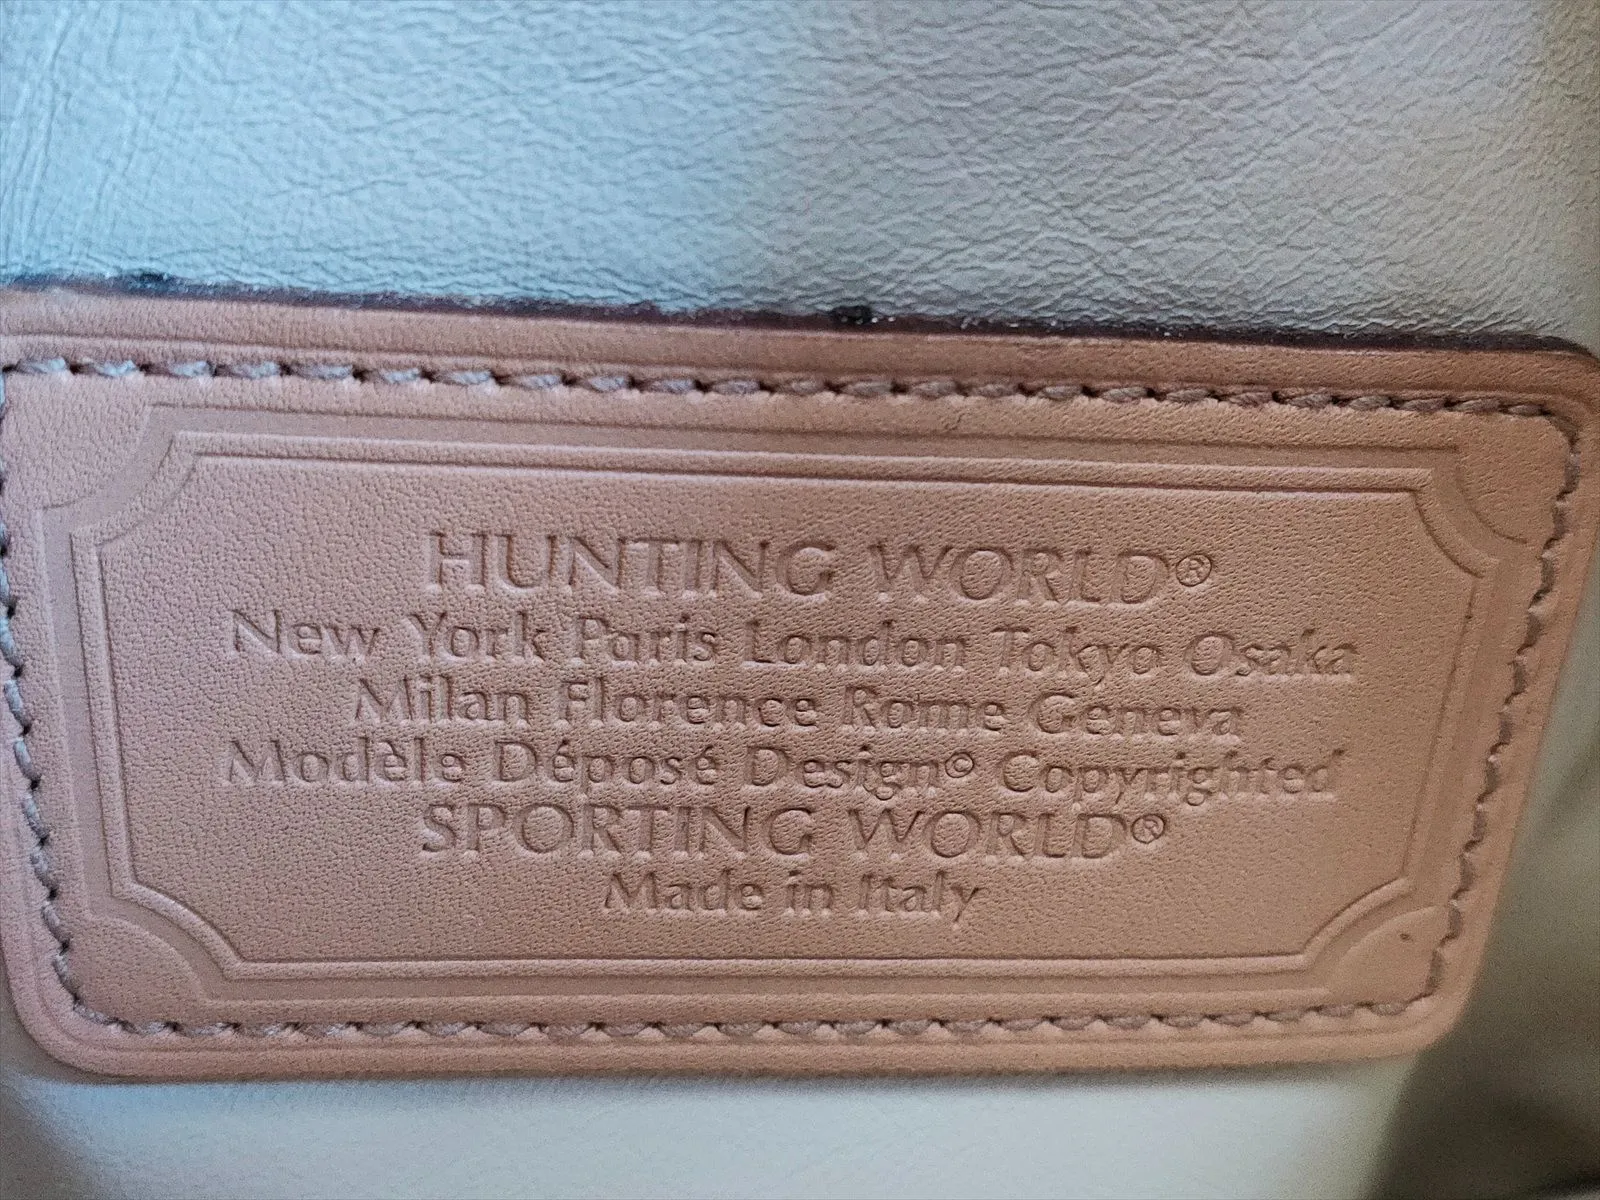 HUNTING WORLD®
New York Paris London Tokyo Osaka
Milan Florence Rome Geneva
Modèle Déposé Design© Copyrighted
SPORTING WORLD®
Made in Italy